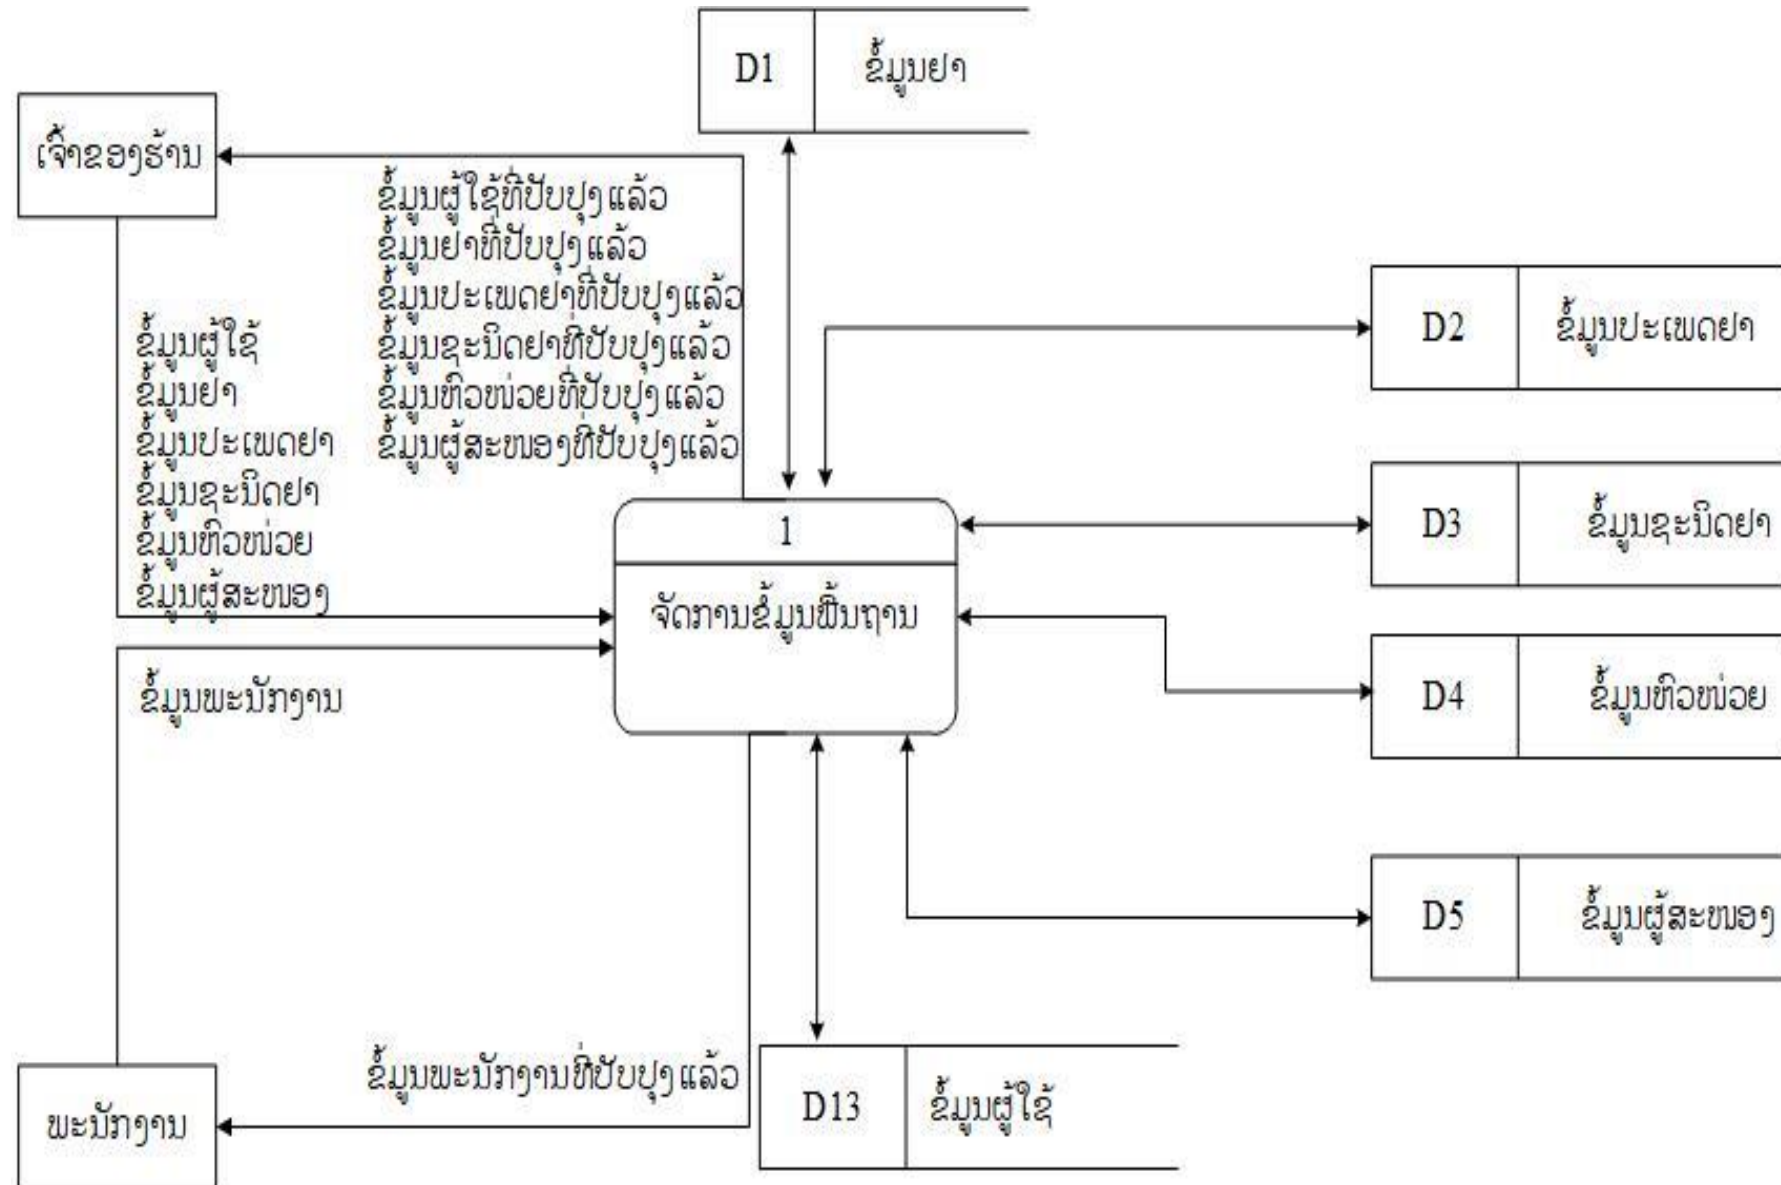 D1 ຂໍ້ມູນຢາ
ເຈົ້າຂອງຮ້ານ
ຂໍ້ມູນຜູ້ໃຊ້ທີ່ປັບປຸງແລ້ວ
ຂໍ້ມູນຢາທີ່ປັບປຸງແລ້ວ
ຂໍ້ມູນປະເພດຢາທີ່ປັບປຸງແລ້ວ
ຂໍ້ມູນຊະນິດຢາທີ່ປັບປຸງແລ້ວ
ຂໍ້ມູນຫົວໜ່ວຍທີ່ປັບປຸງແລ້ວ
ຂໍ້ມູນຜູ້ສະໜອງທີ່ປັບປຸງແລ້ວ
ຂໍ້ມູນຜູ້ໃຊ້
ຂໍ້ມູນຢາ
ຂໍ້ມູນປະເພດຢາ
ຂໍ້ມູນຊະນິດຢາ
ຂໍ້ມູນຫົວໜ່ວຍ
ຂໍ້ມູນຜູ້ສະໜອງ
D2 ຂໍ້ມູນປະເພດຢາ
D3 ຂໍ້ມູນຊະນິດຢາ
1
ຈັດການຂໍ້ມູນພື້ນຖານ
D4 ຂໍ້ມູນຫົວໜ່ວຍ
ຂໍ້ມູນພະນັກງານ
D5 ຂໍ້ມູນຜູ້ສະໜອງ
ຂໍ້ມູນພະນັກງານທີ່ປັບປຸງແລ້ວ
D13 ຂໍ້ມູນຜູ້ໃຊ້
ພະນັກງານ